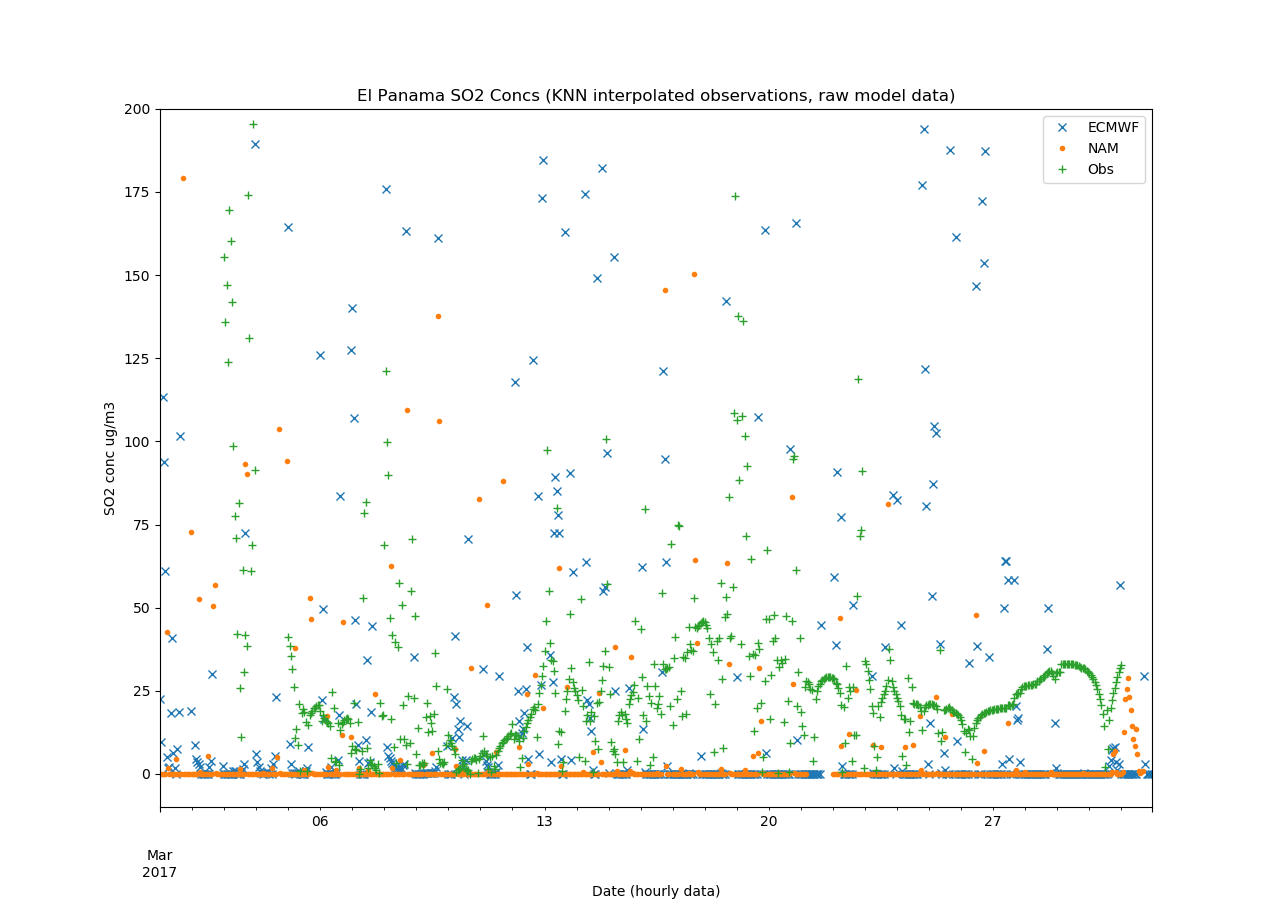 El Panama SO2 Concs (KNN interpolated observations, raw model data)
ECMWF
NAM
Obs
200
175
150
125
100
75
50
25
0
SO2 conc ug/m3
06
13
20
27
Mar
2017
Date (hourly data)